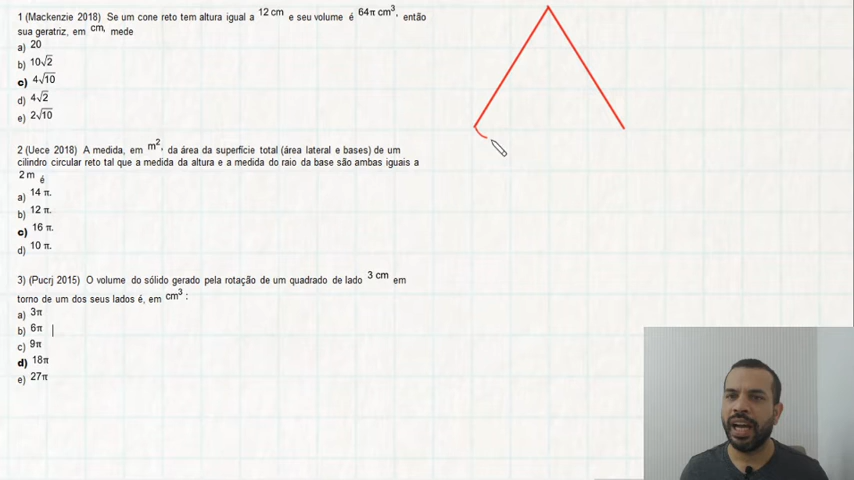 1 (Mackenzie 2018) Se um cone reto tem altura igual a 12 cm e seu volume é 64π cm³, então
sua geratriz, em cm, mede
a) 20
b) 10√2
c) 4√10
d) 4√2
e) 2√10
2 (Uece 2018) A medida, em m², da área da superfície total (área lateral e bases) de um
cilindro circular reto tal que a medida da altura e a medida do raio da base são ambas iguais a
2 m é
a) 14 π.
b) 12 π.
c) 16 π.
d) 10 π.
3) (Pucrj 2015) O volume do sólido gerado pela rotação de um quadrado de lado 3 cm em
torno de um dos seus lados é, em cm³ :
a) 3π
b) 6π
c) 9π
d) 18π
e) 27π